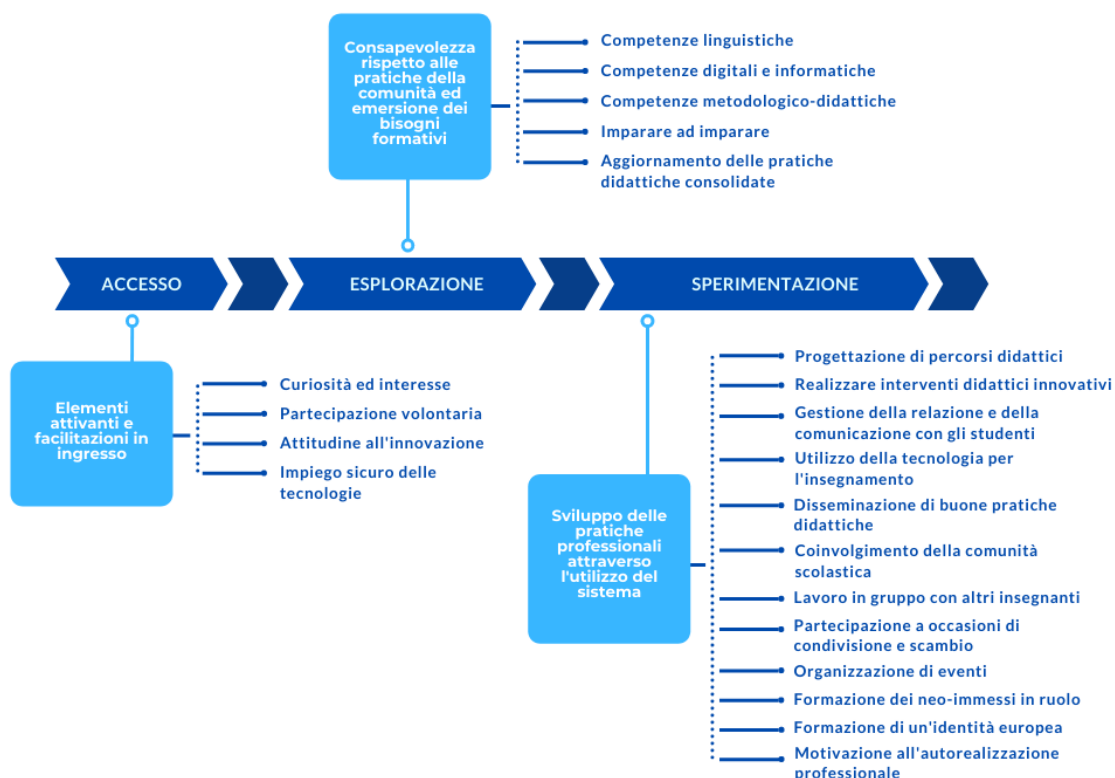 Consapevolezza
rispetto alle
pratiche della
comunità ed
emersione dei
bisogni
formativi
Competenze linguistiche
Competenze digitali e informatiche
Competenze metodologico-didattiche
Imparare ad imparare
Aggiornamento delle pratiche
didattiche consolidate
ACCESSO
ESPLORAZIONE
SPERIMENTAZIONE
Elementi
attivanti e
facilitazioni in
ingresso
Curiosità ed interesse
Partecipazione volontaria
Attitudine all'innovazione
Impiego sicuro delle
tecnologie
Sviluppo delle
pratiche
professionali
attraverso
l'utilizzo del
sistema
Progettazione di percorsi didattici
Realizzare interventi didattici innovativi
Gestione della relazione e della
comunicazione con gli studenti
Utilizzo della tecnologia per
l'insegnamento
Disseminazione di buone pratiche
didattiche
Coinvolgimento della comunità
scolastica
Lavoro in gruppo con altri insegnanti
Partecipazione a occasioni di
condivisione e scambio
Organizzazione di eventi
Formazione dei neo-immessi in ruolo
Formazione di un'identità europea
Motivazione all'autorealizzazione
professionale